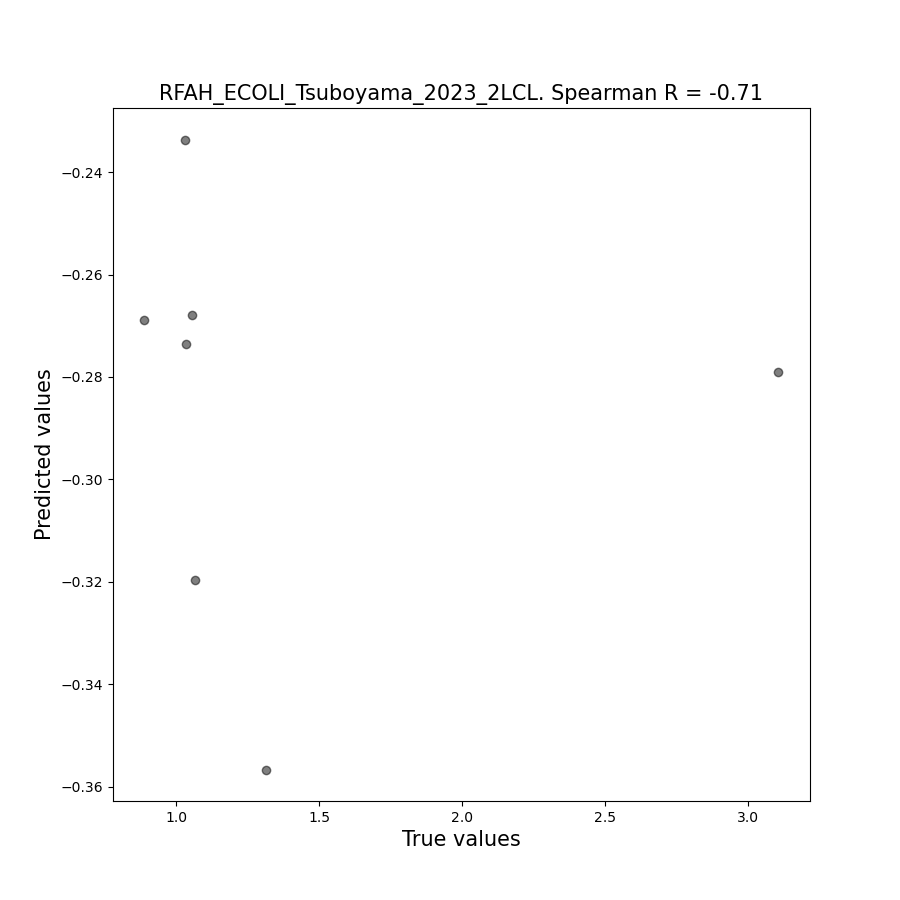 RFAH_ECOLI_Tsuboyama_2023_2LCL. Spearman R = -0.71
Predicted values
−0.24
−0.26
−0.28
−0.30
−0.32
−0.34
−0.36
1.0 1.5 2.0 2.5 3.0
True values